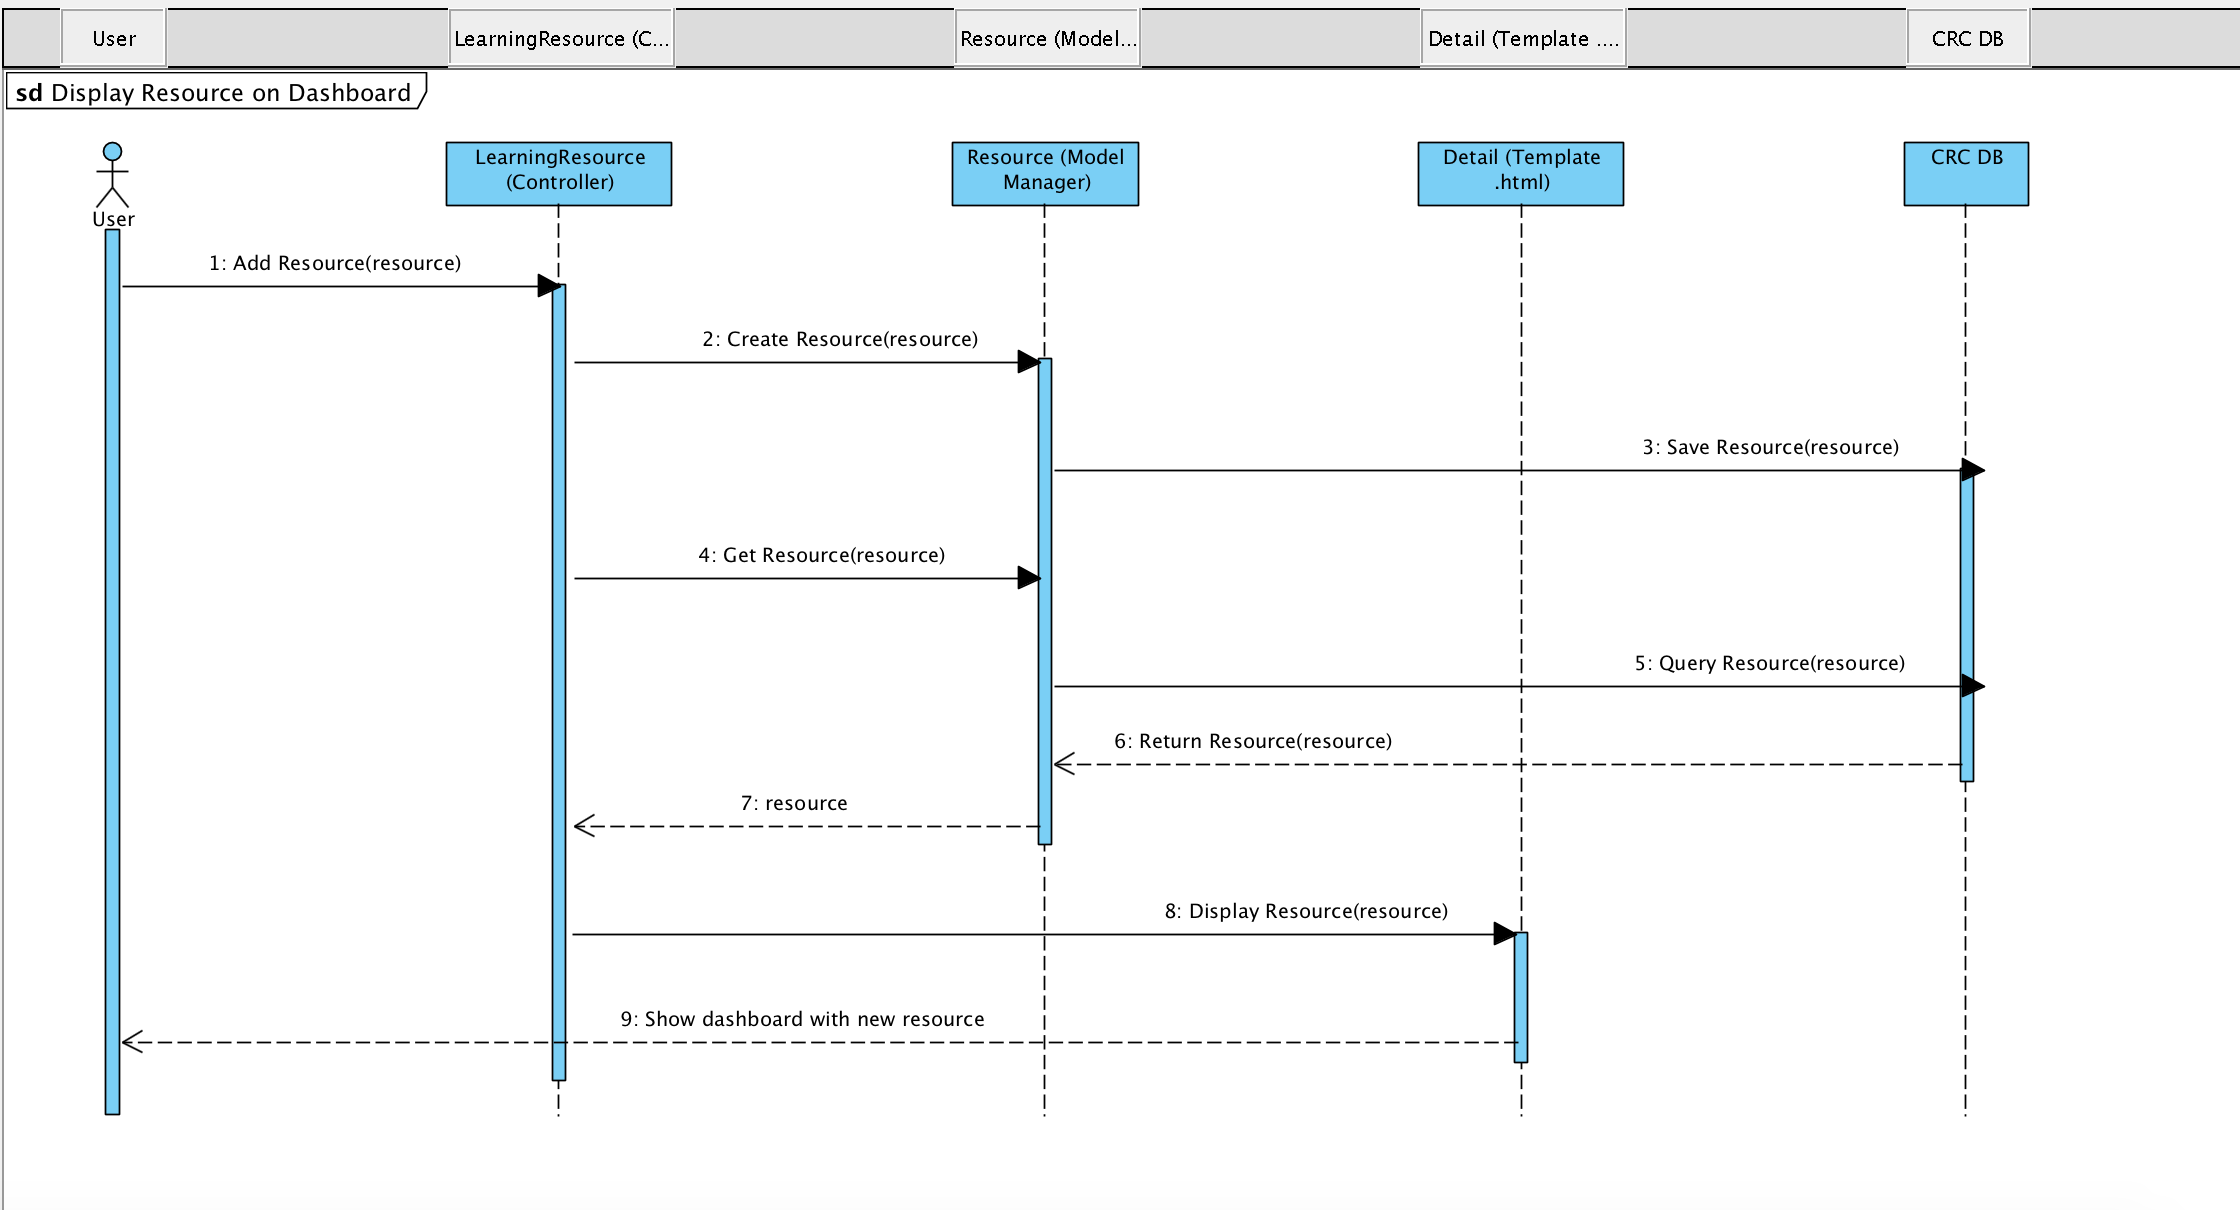 User
LearningResource (C...
Resource (Model...
Detail (Template ....
CRC DB
sd Display Resource on Dashboard
User
LearningResource
(Controller)
Resource (Model
Manager)
Detail (Template
.html)
CRC DB
1: Add Resource(resource)
2: Create Resource(resource)
3: Save Resource(resource)
4: Get Resource(resource)
5: Query Resource(resource)
6: Return Resource(resource)
7: resource
8: Display Resource(resource)
9: Show dashboard with new resource